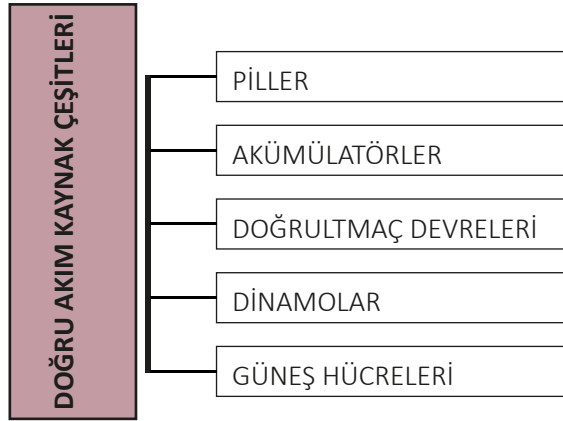 DOĞRU AKIM KAYNAK ÇEŞİTLERİ
PİLLER
AKÜMÜLATÖRLER
DOĞRULTMAÇ DEVRELERİ
DİNAMOLAR
GÜNEŞ HÜCRELERİ